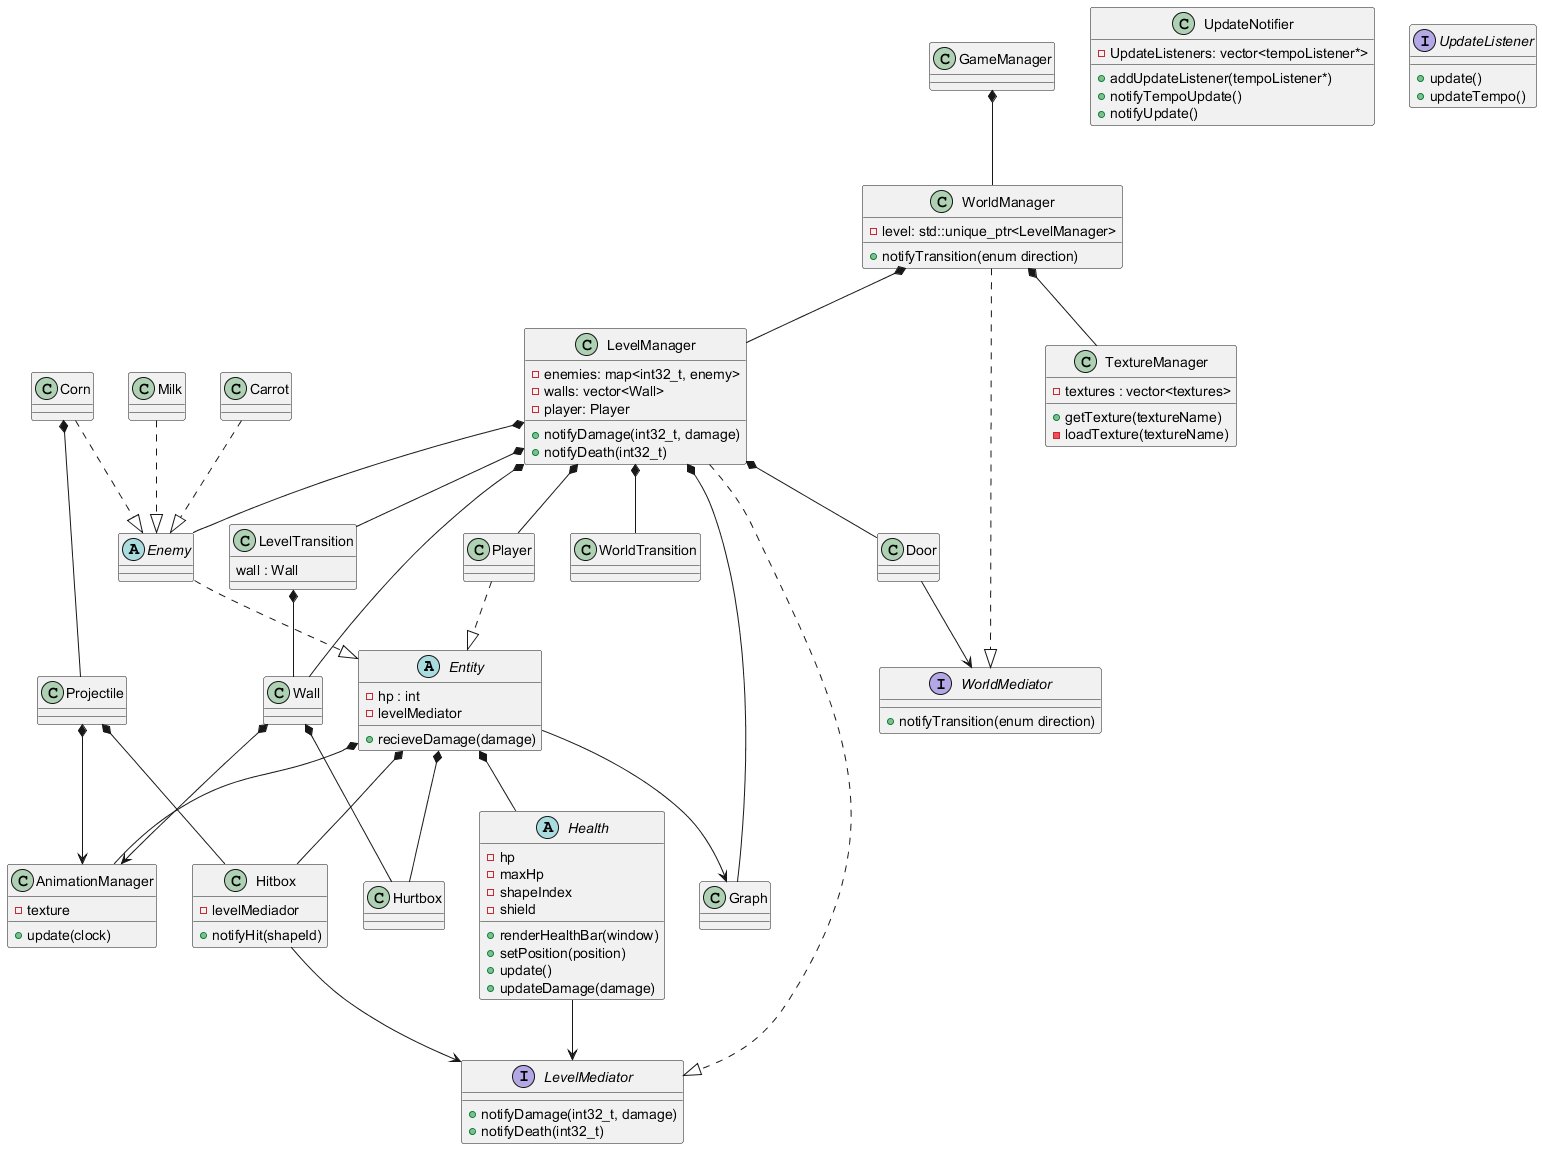 C UpdateNotifier
UpdateListeners: vector<tempoListener*>
addUpdateListener(tempoListener*)
notifyTempoUpdate()
notifyUpdate()
I UpdateListener
update()
updateTempo()
C GameManager
C WorldManager
level: std::unique_ptr<LevelManager>
notifyTransition(enum direction)
C LevelManager
enemies: map<int32_t, enemy>
walls: vector<Wall>
player: Player
notifyDamage(int32_t, damage)
notifyDeath(int32_t)
C TextureManager
textures : vector<textures>
getTexture(textureName)
loadTexture(textureName)
C Corn
C Milk
C Carrot
A Enemy
C LevelTransition
wall : Wall
C Player
C WorldTransition
C Door
C Projectile
C Wall
A Entity
hp : int
levelMediator
recieveDamage(damage)
I WorldMediator
notifyTransition(enum direction)
C AnimationManager
texture
update(clock)
C Hitbox
levelMediador
notifyHit(shapeId)
C Hurtbox
A Health
hp
maxHp
shapeIndex
shield
renderHealthBar(window)
setPosition(position)
update()
updateDamage(damage)
C Graph
I LevelMediator
notifyDamage(int32_t, damage)
notifyDeath(int32_t)